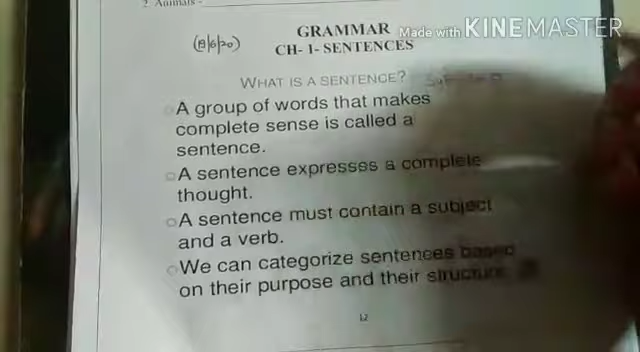 2. Animals -
GRAMMAR
Made with KINEMASTER
(18/6/20)
CH- 1- SENTENCES
WHAT IS A SENTENCE?
A group of words that makes
complete sense is called a
sentence.
A sentence expresses a complete
thought.
A sentence must contain a subject
and a verb.
We can categorize sentences based
on their purpose and their structure
12